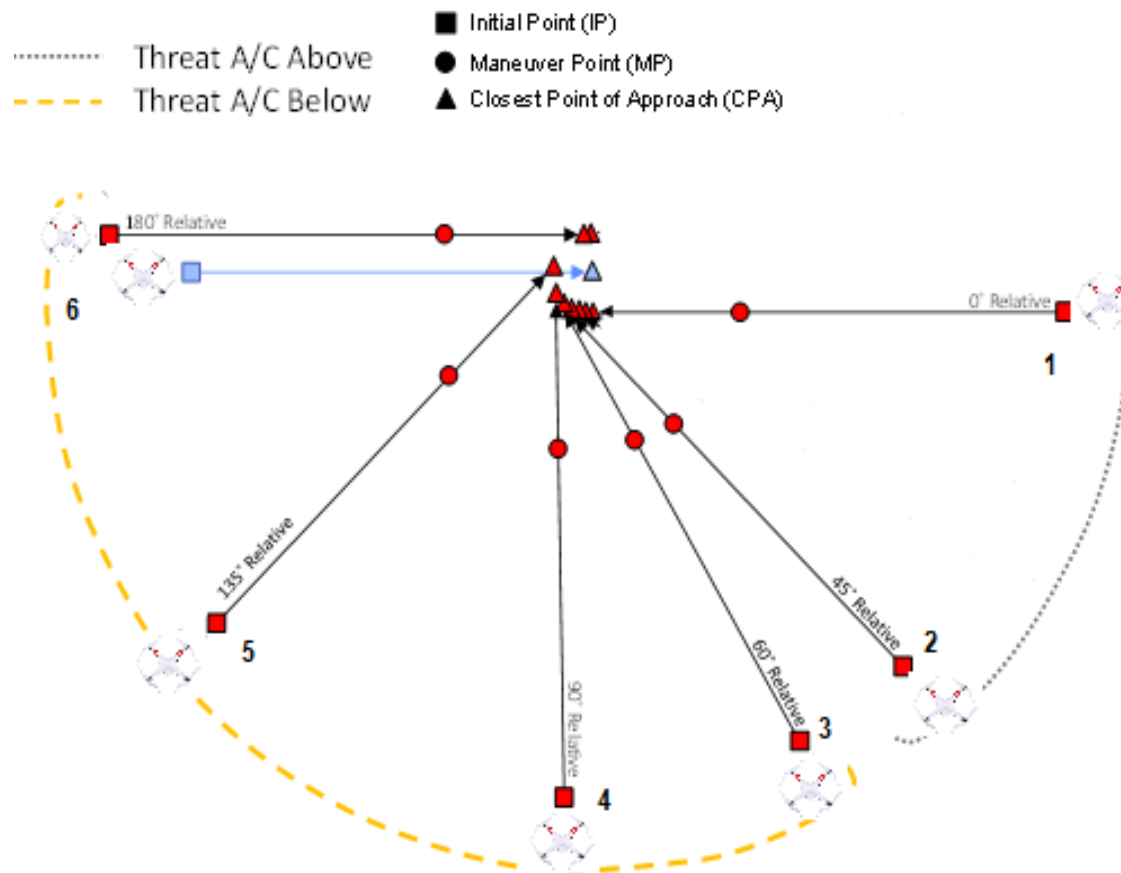 Threat A/C Above
Threat A/C Below
Initial Point (IP)
Maneuver Point (MP)
Closest Point of Approach (CPA)
180° Relative
6
0° Relative
1
135° Relative
5
90° Relative
4
60° Relative
3
45° Relative
2